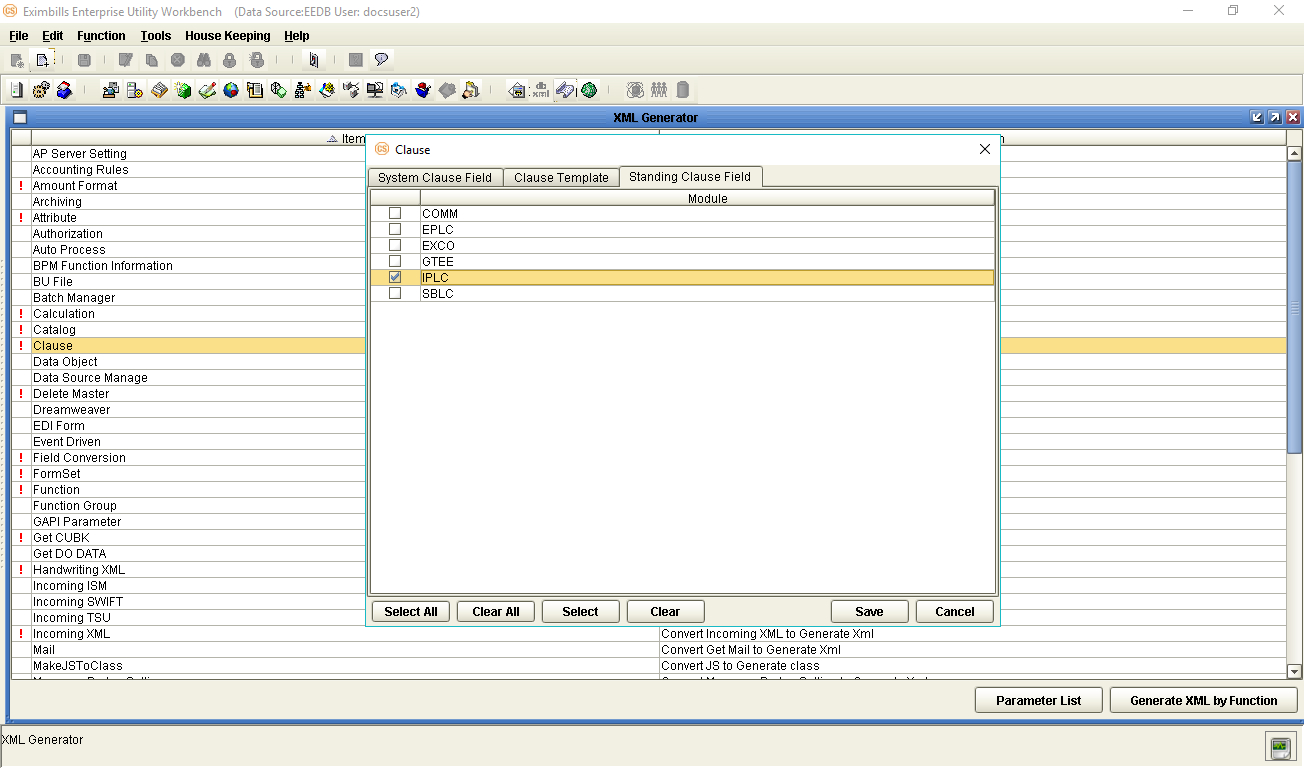 Eximbills Enterprise Utility Workbench (Data Source:EEDB User: docsuser2)
File Edit Function Tools House Keeping Help
XML Generator
Item
AP Server Setting
Accounting Rules
! Amount Format
Archiving
! Attribute
Authorization
Auto Process
BPM Function Information
BU File
Batch Manager
! Calculation
! Catalog
! Clause
Data Object
Data Source Manage
! Delete Master
Dreamweaver
EDI Form
Event Driven
! Field Conversion
! FormSet
! Function
Function Group
GAPI Parameter
! Get CUBK
Get DO DATA
! Handwriting XML
Incoming ISM
Incoming SWIFT
Incoming TSU
! Incoming XML Convert Incoming XML to Generate Xml
Mail Convert Get Mail to Generate Xml
MakeJSToClass Convert JS to Generate class
Clause
System Clause Field Clause Template Standing Clause Field
Module
COMM
EPLC
EXCO
GTEE
IPLC
SBLC
Select All Clear All Select Clear Save Cancel
Parameter List Generate XML by Function
XML Generator